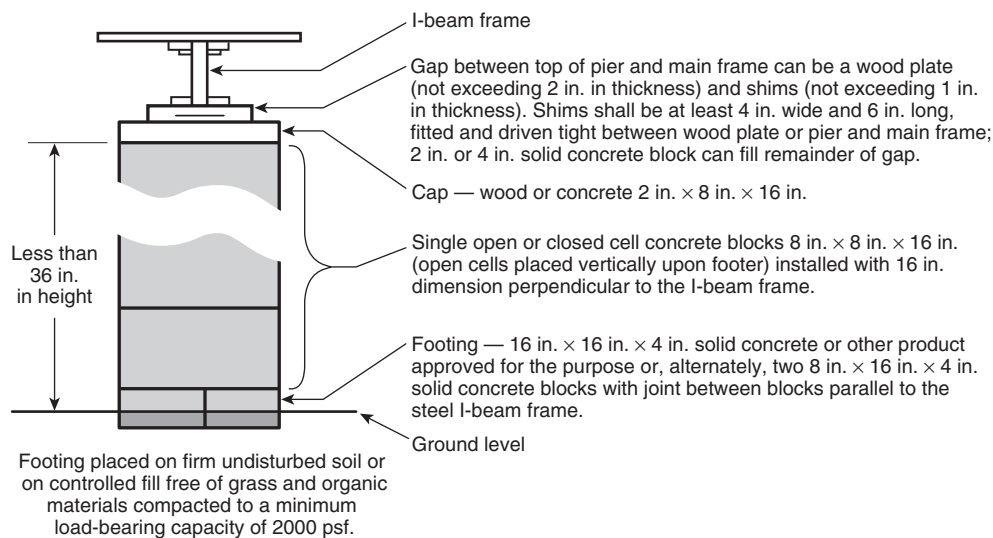 I-beam frame
Gap between top of pier and main frame can be a wood plate
(not exceeding 2 in. in thickness) and shims (not exceeding 1 in.
in thickness). Shims shall be at least 4 in. wide and 6 in. long,
fitted and driven tight between wood plate or pier and main frame;
2 in. or 4 in. solid concrete block can fill remainder of gap.
Cap — wood or concrete 2 in. × 8 in. × 16 in.
Less than
36 in.
in height
Single open or closed cell concrete blocks 8 in. × 8 in. × 16 in.
(open cells placed vertically upon footer) installed with 16 in.
dimension perpendicular to the I-beam frame.
Footing — 16 in. × 16 in. × 4 in. solid concrete or other product
approved for the purpose or, alternately, two 8 in. × 16 in. × 4 in.
solid concrete blocks with joint between blocks parallel to the
steel I-beam frame.
Ground level
Footing placed on firm undisturbed soil or
on controlled fill free of grass and organic
materials compacted to a minimum
load-bearing capacity of 2000 psf.